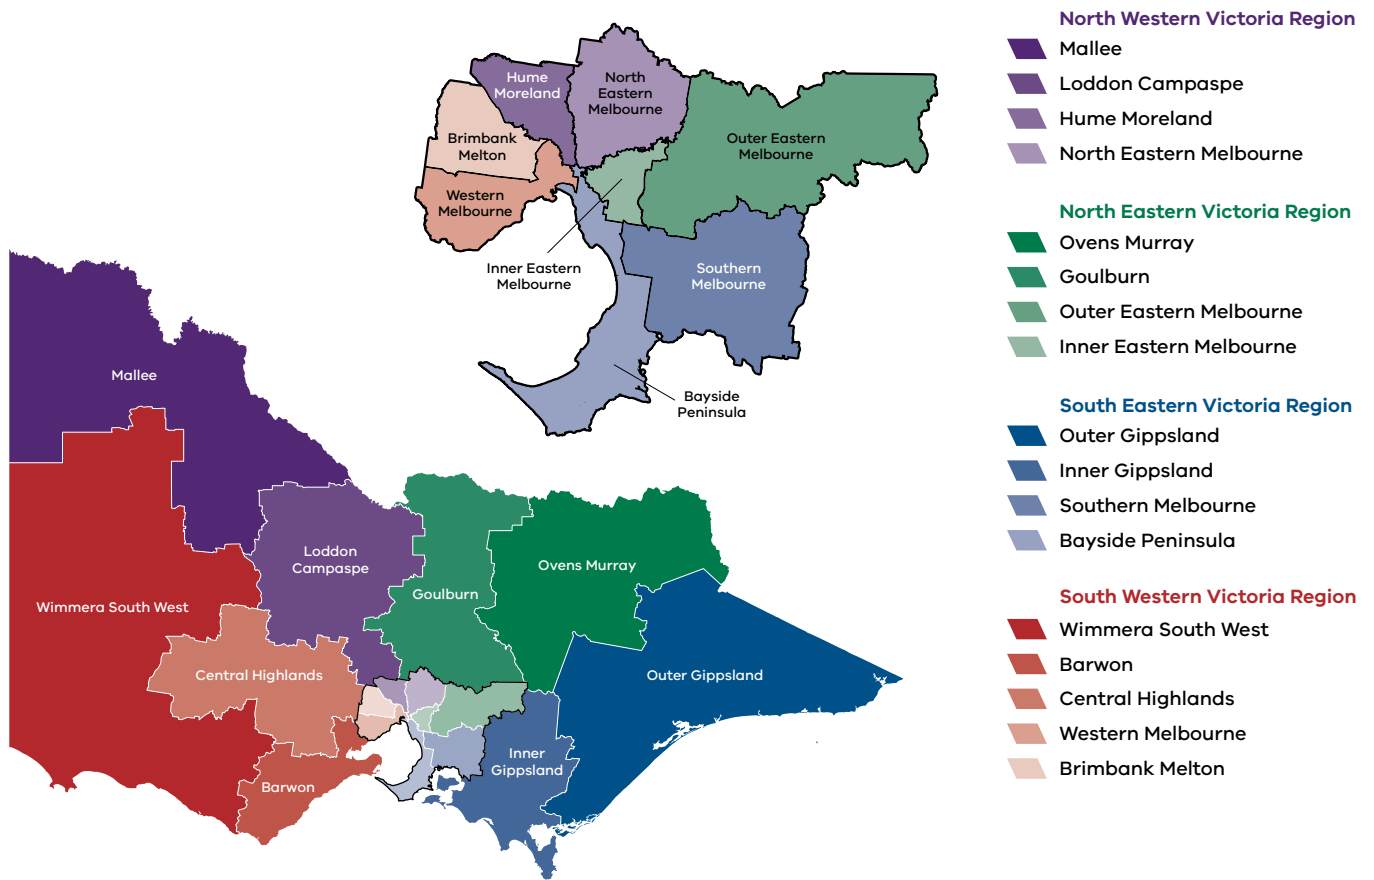 Hume
Moreland
North
Eastern
Melbourne
Brimbank
Melton
Outer Eastern
Melbourne
Western
Melbourne
Inner Eastern
Melbourne
Southern
Melbourne
Bayside
Peninsula
Mallee
Loddon
Campaspe
Ovens Murray
Goulburn
Wimmera South West
Central Highlands
Outer Gippsland
Inner
Gippsland
Barwon
North Western Victoria Region
Mallee
Loddon Campaspe
Hume Moreland
North Eastern Melbourne
North Eastern Victoria Region
Ovens Murray
Goulburn
Outer Eastern Melbourne
Inner Eastern Melbourne
South Eastern Victoria Region
Outer Gippsland
Inner Gippsland
Southern Melbourne
Bayside Peninsula
South Western Victoria Region
Wimmera South West
Barwon
Central Highlands
Western Melbourne
Brimbank Melton